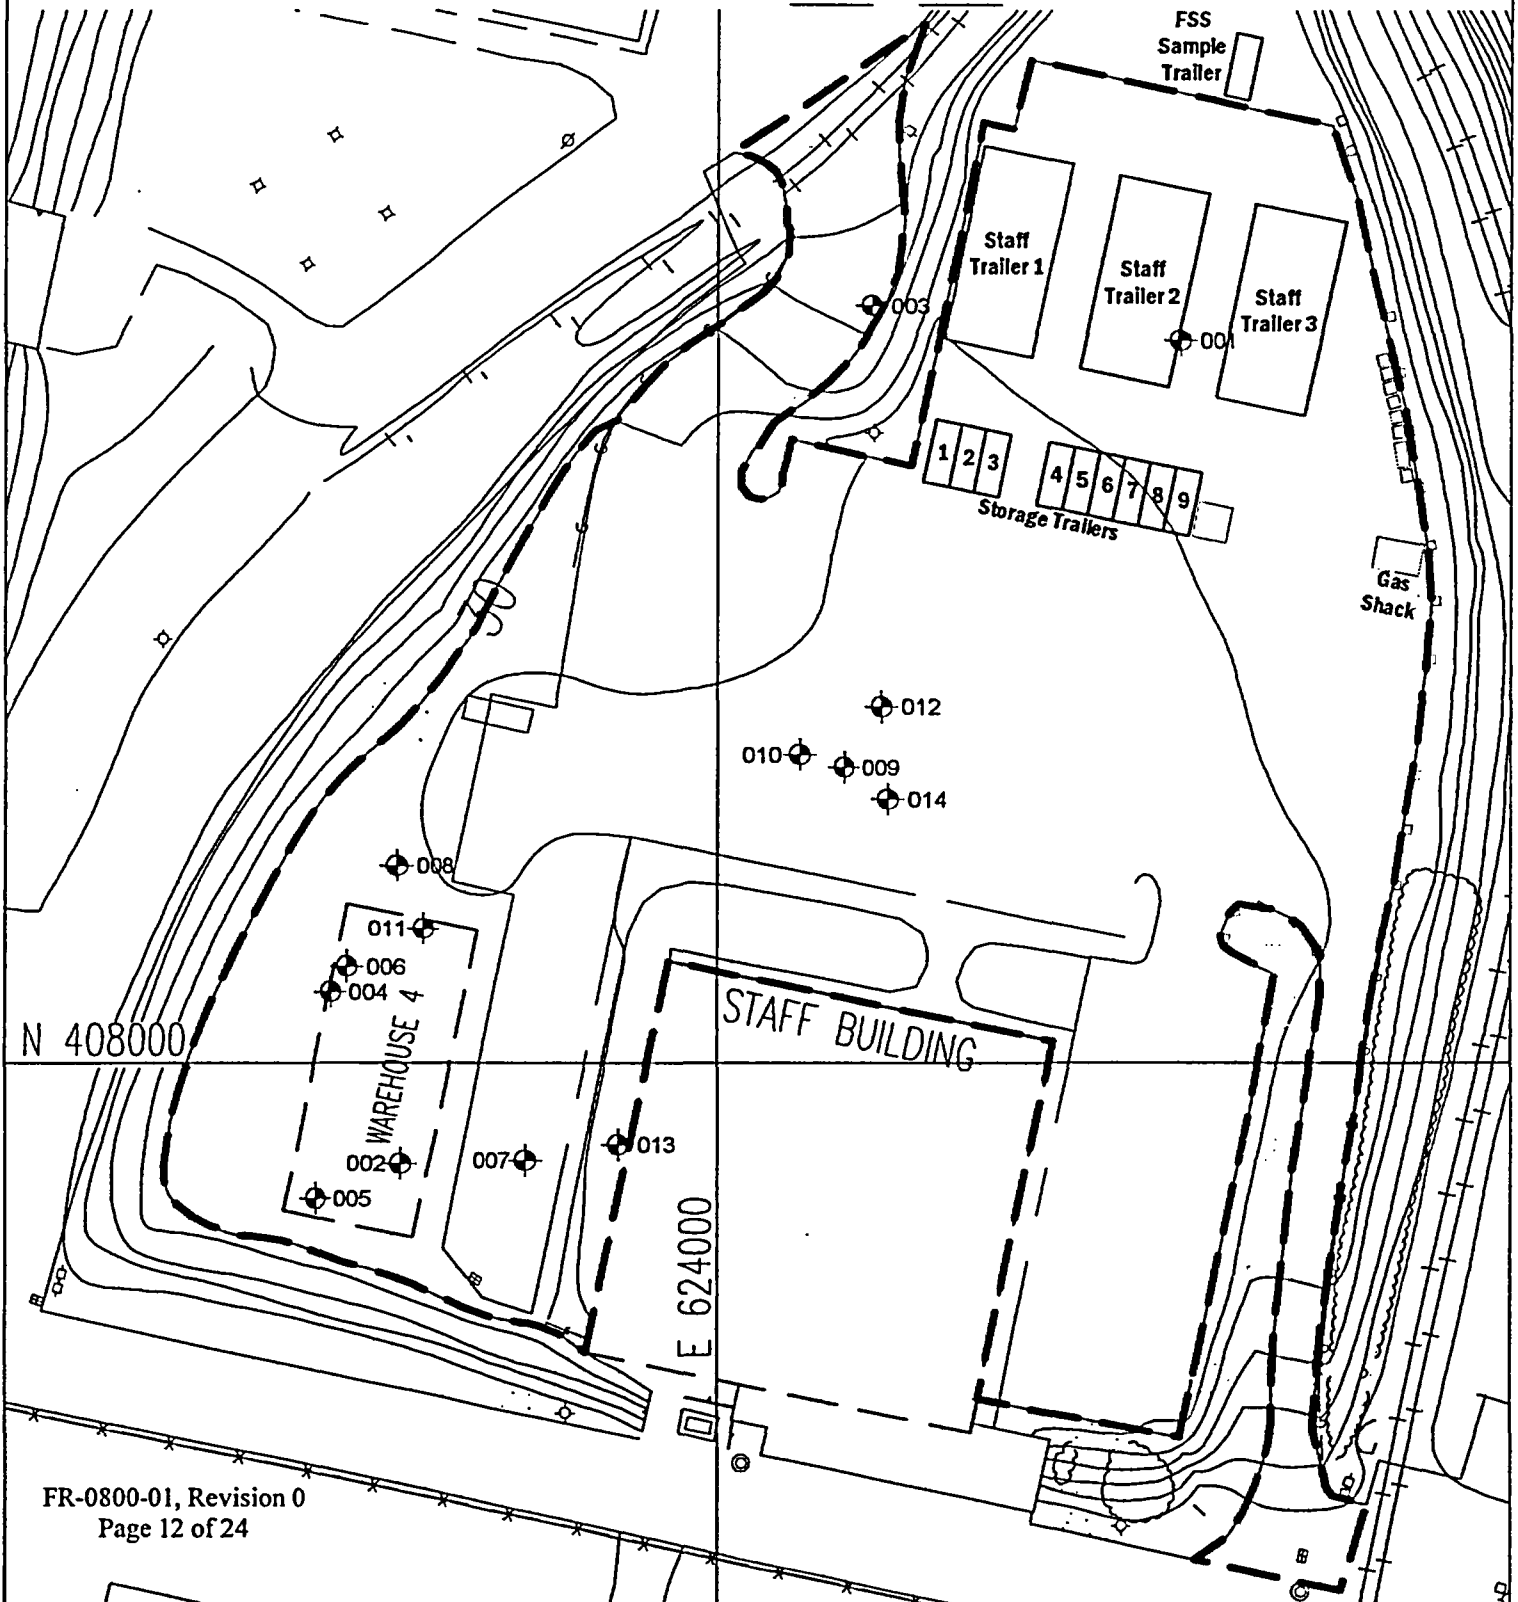 FSS
Sample
Trailer
Staff
Trailer 1
Staff
Trailer 2
Staff
Trailer 3
003
001
1 2 3
4 5 6 7 8 9
Storage Trailers
Gas
Shack
30
012
010
009
014
008
011
006
004
WAREHOUSE 4
STAFF BUILDING
N 408000
002
007
013
005
E 624000
FR-0800-01, Revision 0
Page 12 of 24